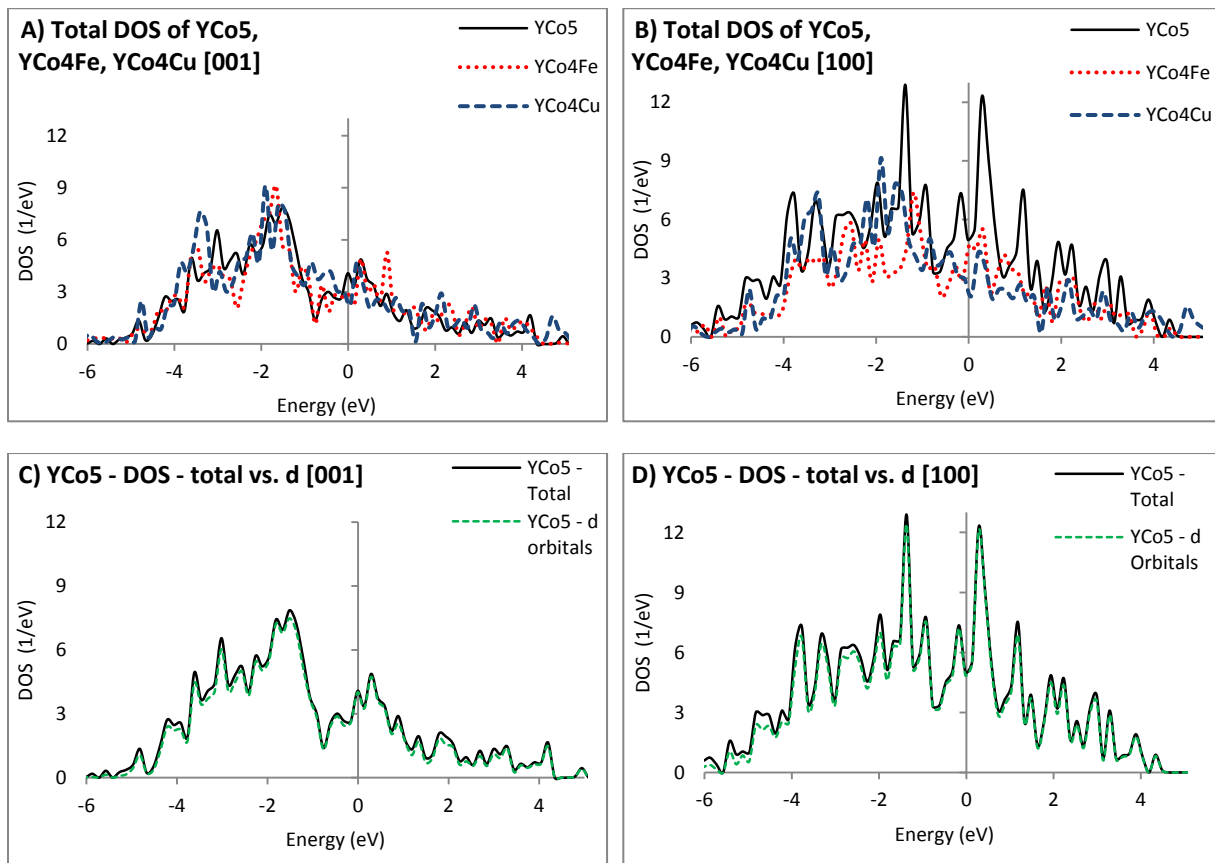 A) Total DOS of YCo5,
YCo4Fe, YCo4Cu [001]
YCo5
YCo4Fe
YCo4Cu
DOS (1/eV)
12
9
6
3
0
-6
-4
-2
0
2
4
Energy (eV)
B) Total DOS of YCo5,
YCo4Fe, YCo4Cu [100]
YCo5
YCo4Fe
YCo4Cu
DOS (1/eV)
12
9
6
3
0
-6
-4
-2
0
2
4
Energy (eV)
C) YCo5 - DOS - total vs. d [001]
YCo5 -
Total
YCo5 - d
orbitals
DOS (1/eV)
12
9
6
3
0
-6
-4
-2
0
2
4
Energy (eV)
D) YCo5 - DOS - total vs. d [100]
YCo5 -
Total
YCo5 - d
Orbitals
DOS (1/eV)
12
9
6
3
0
-6
-4
-2
0
2
4
Energy (eV)